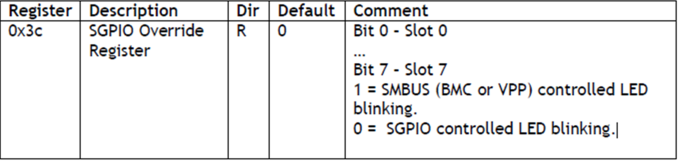 Register Description Dir Default Comment
0x3c SGPIO Override R 0 Bit 0 - Slot 0
Register ...
Bit 7 - Slot 7
1 = SMBUS (BMC or VPP) controlled LED
blinking.
0 = SGPIO controlled LED blinking.